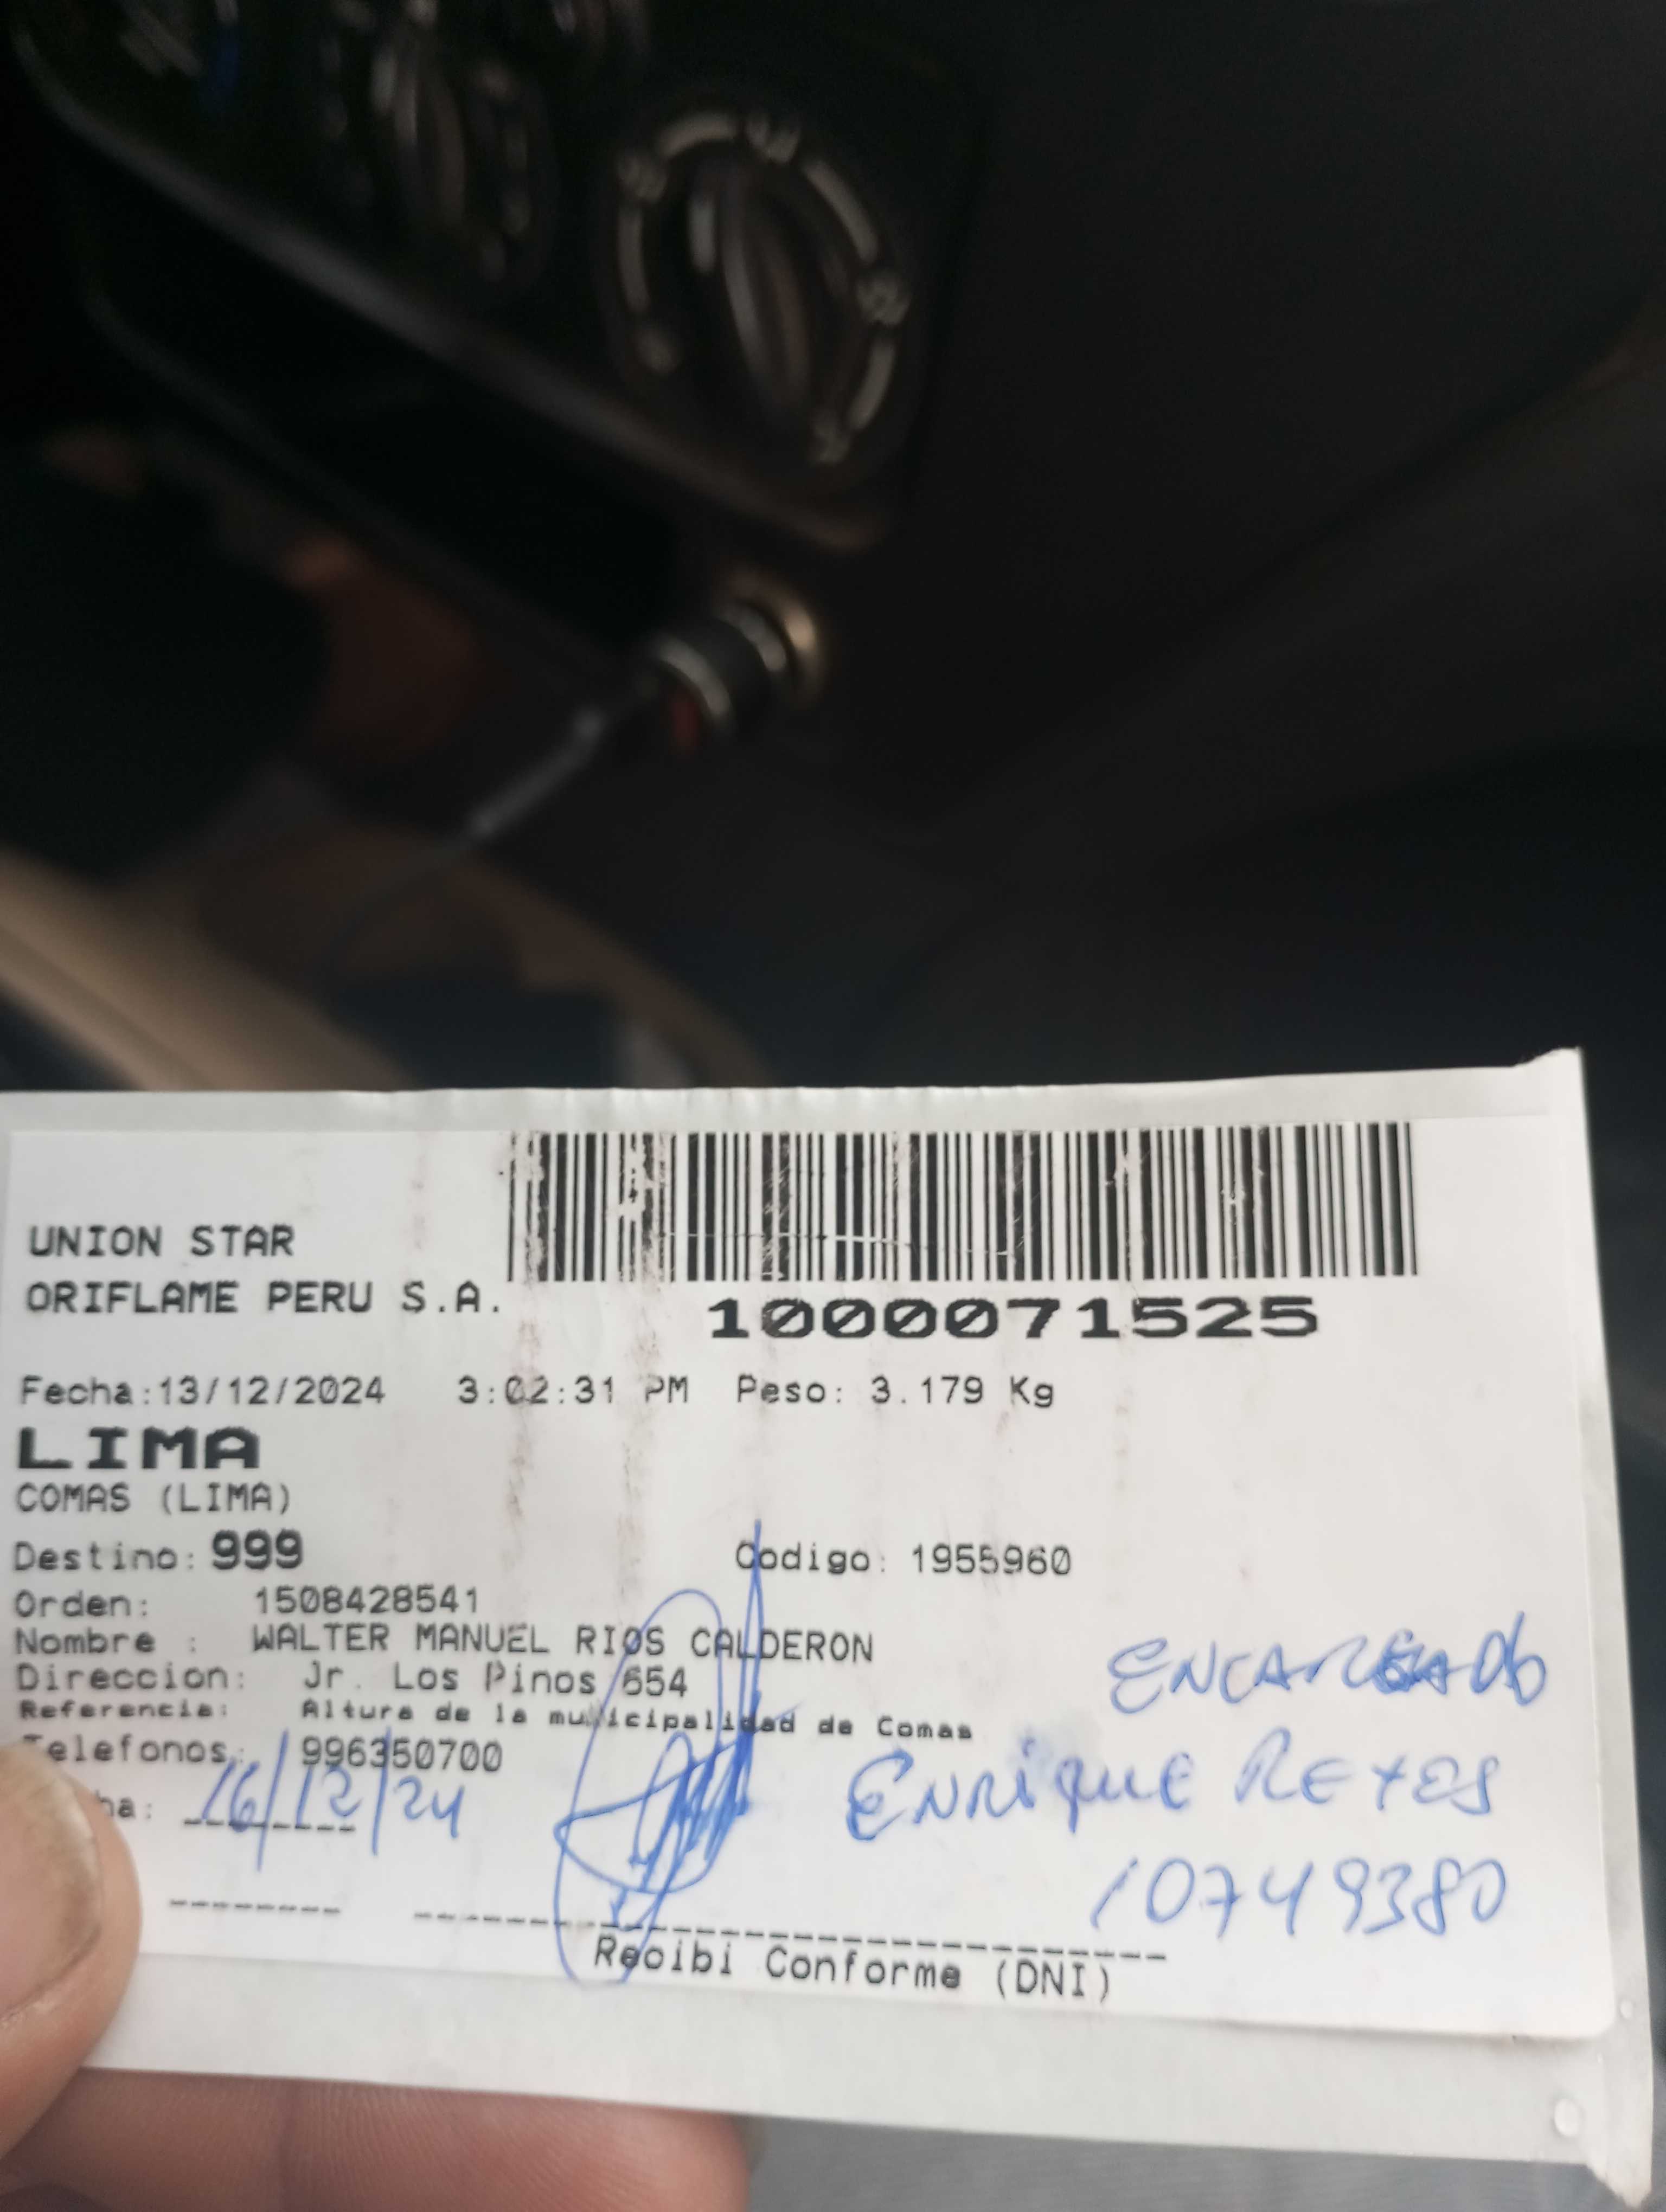 UNION STAR
ORIFLAME PERU S.A.
1000071525
Fecha:13/12/2024 3:02:31 PM Peso: 3.179 Kg
LIMA
COMAS (LIMA)
Destino: 999 Codigo: 1955960
Orden: 1508428541
Nombre : WALTER MANUEL RIOS CALDERON
Direccion: Jr. Los Pinos 654
Referencia: Altura de la municipalidad de Comas
Telefonos: 996350700
ha: 16/12/24
ENCARGADO
ENRIQUE REYES
10749380
Recibi Conforme (DNI)